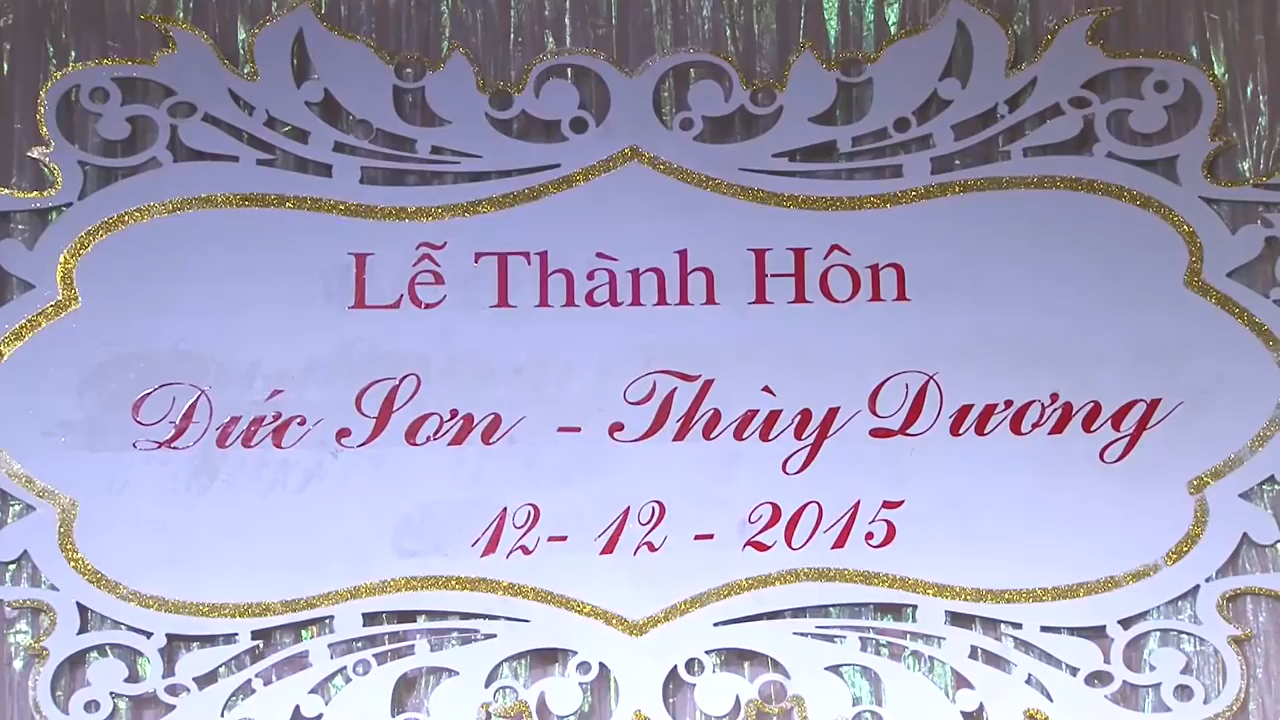 Lễ Thành Hôn
Đức Sơn - Thùy Dương
12- 12 - 2015